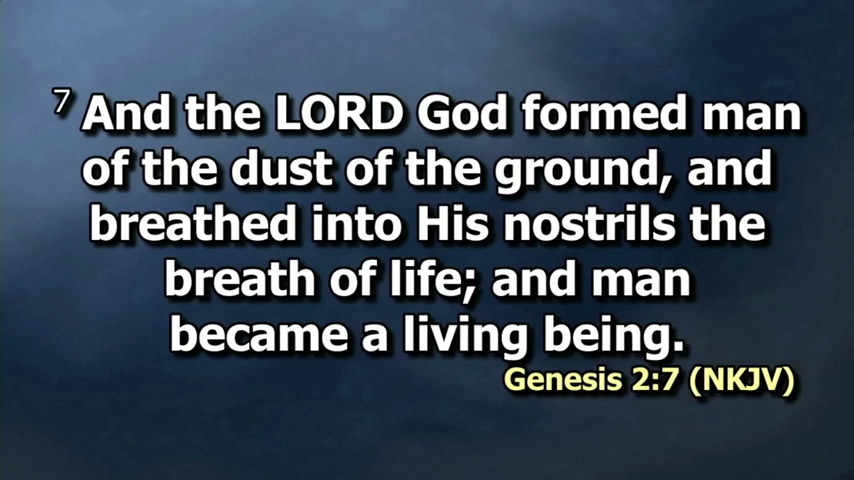 7 And the LORD God formed man
of the dust of the ground, and
breathed into His nostrils the
breath of life; and man
became a living being.
Genesis 2:7 (NKJV)